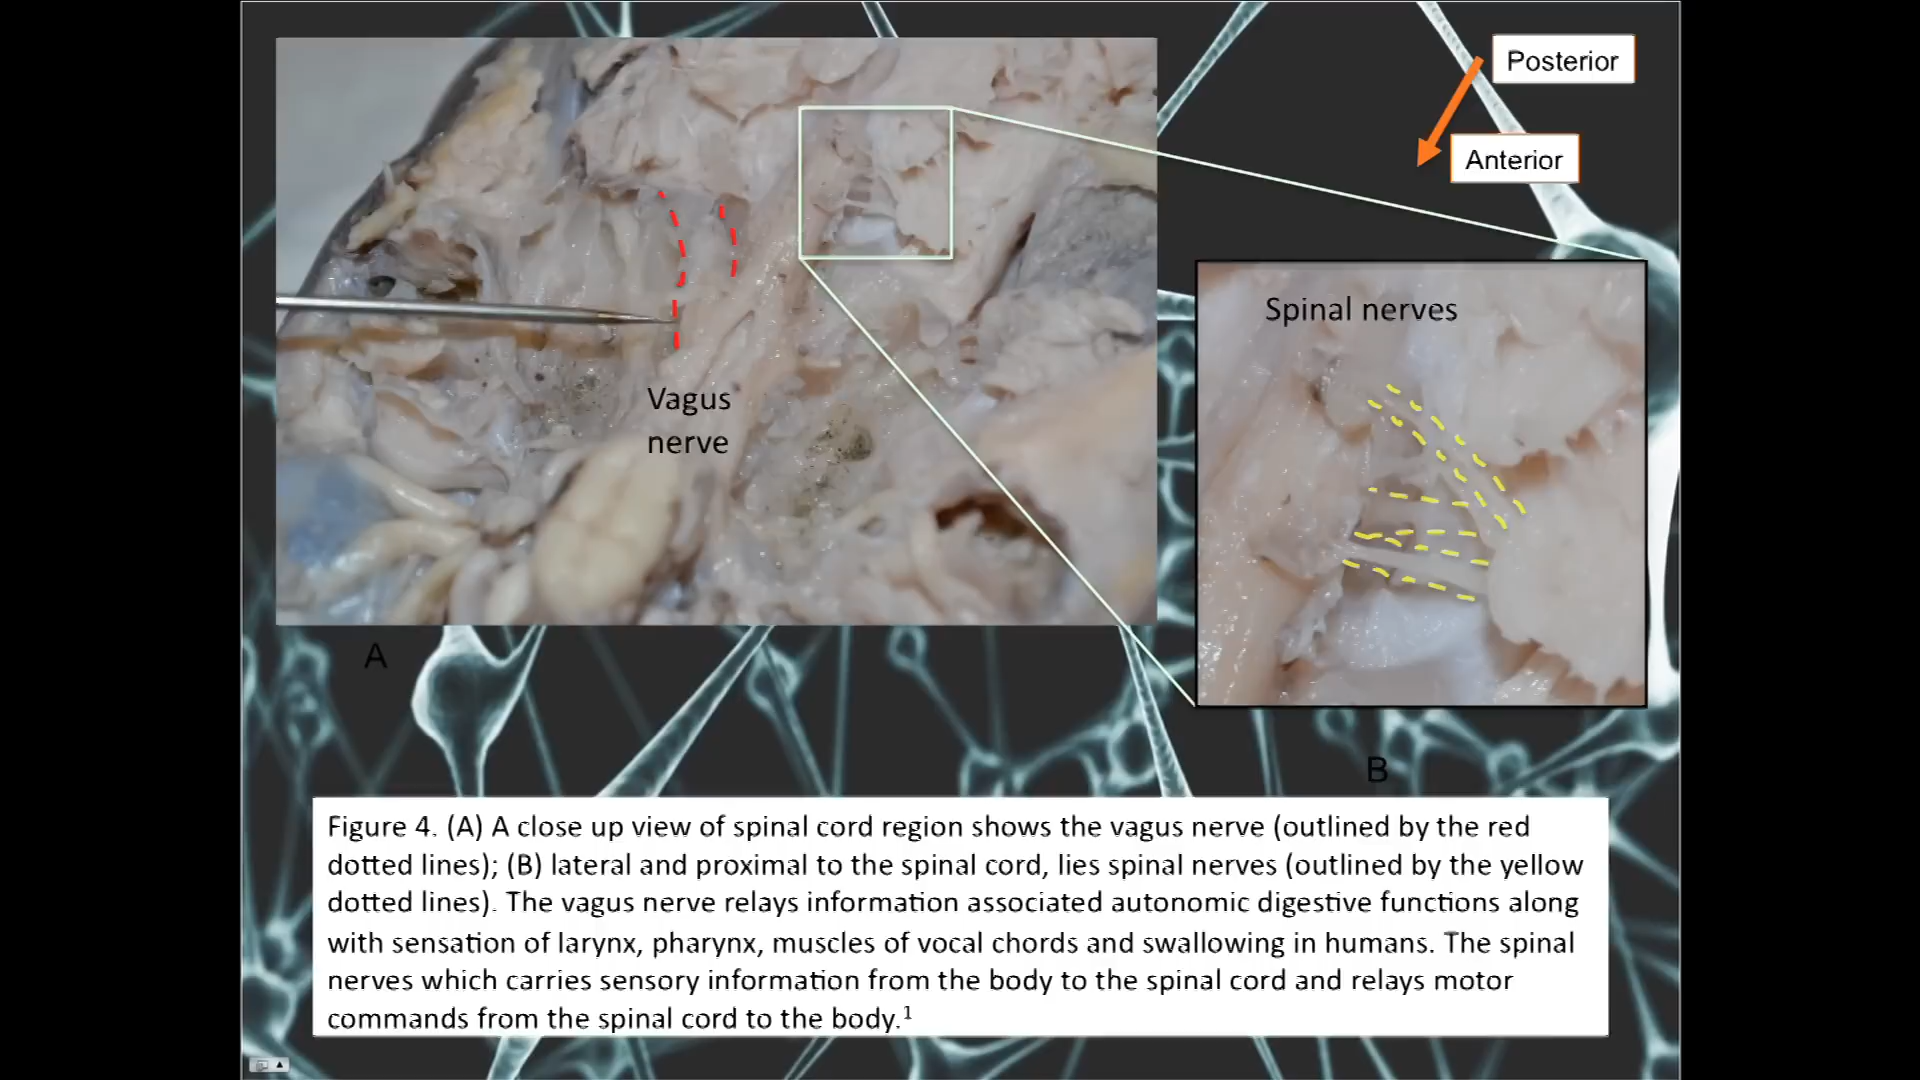 Posterior
Anterior
Spinal nerves
Vagus
nerve
A
B
Figure 4. (A) A close up view of spinal cord region shows the vagus nerve (outlined by the red
dotted lines); (B) lateral and proximal to the spinal cord, lies spinal nerves (outlined by the yellow
dotted lines). The vagus nerve relays information associated autonomic digestive functions along
with sensation of larynx, pharynx, muscles of vocal chords and swallowing in humans. The spinal
nerves which carries sensory information from the body to the spinal cord and relays motor
commands from the spinal cord to the body.¹